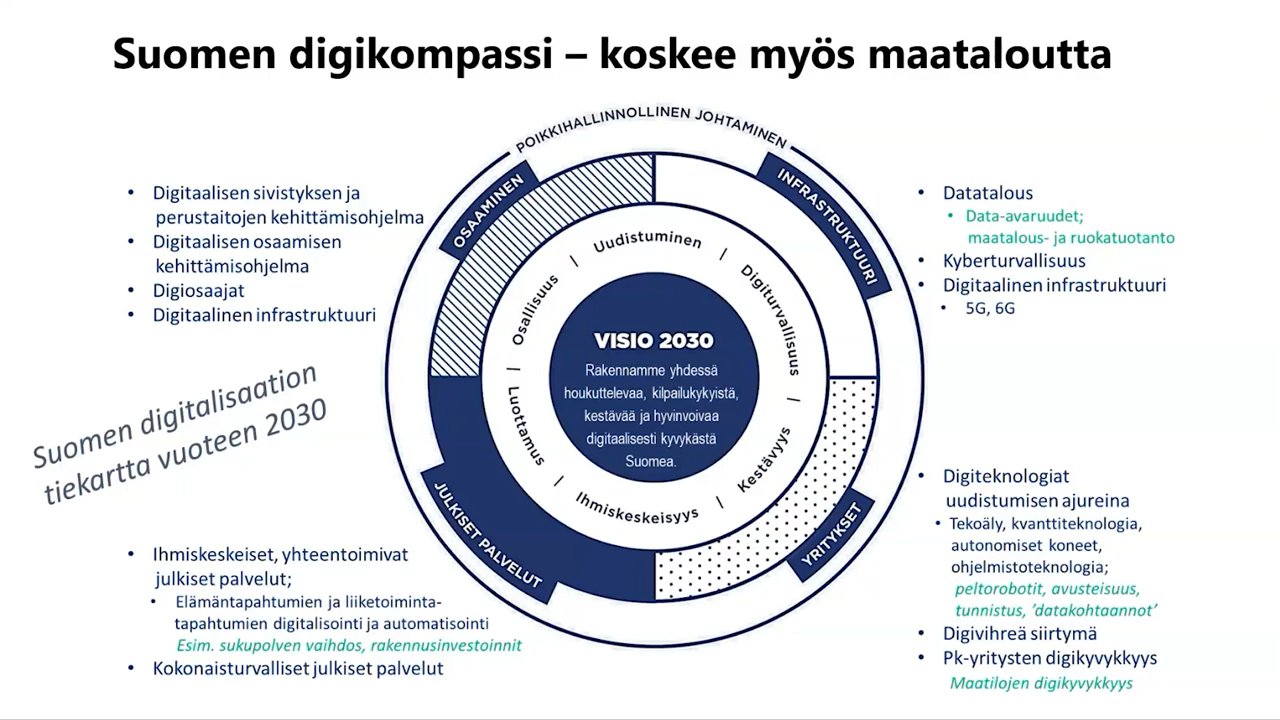 Suomen digikompassi – koskee myös maataloutta
POIKKIHALLINNOLLINEN JOHTAMINEN
OSAAMINEN
INFRASTRUKTUURI
JULKISET PALVELUT
YRITYKSET
Uudistuminen
Digiturvallisuus
Kestävyys
Ihmiskeskeisyys
Luottamus
Osallisuus
VISIO 2030
Rakennamme yhdessä
houkuttelevaa, kilpailukykyistä,
kestävää ja hyvinvoivaa
digitaalisesti kyvykästä
Suomea.
• Digitaalisen sivistyksen ja
perustaitojen kehittämisohjelma
• Digitaalisen osaamisen
kehittämisohjelma
• Digiosaajat
• Digitaalinen infrastruktuuri
Suomen digitalisaation
tiekartta vuoteen 2030
• Ihmiskeskeiset, yhteentoimivat
julkiset palvelut;
• Elämäntapahtumien ja liiketoiminta-
tapahtumien digitalisointi ja automatisointi
Esim. sukupolven vaihdos, rakennusinvestoinnit
• Kokonaisturvalliset julkiset palvelut
• Datatalous
• Data-avaruudet;
maatalous- ja ruokatuotanto
• Kyberturvallisuus
• Digitaalinen infrastruktuuri
• 5G, 6G
• Digiteknologiat
uudistumisen ajureina
• Tekoäly, kvanttiteknologia,
autonomiset koneet,
ohjelmistoteknologia;
peltorobotit, avusteisuus,
tunnistus, ’datakohtaannot’
• Digivihreä siirtymä
• Pk-yritysten digikyvykkyys
Maatilojen digikyvykkyys